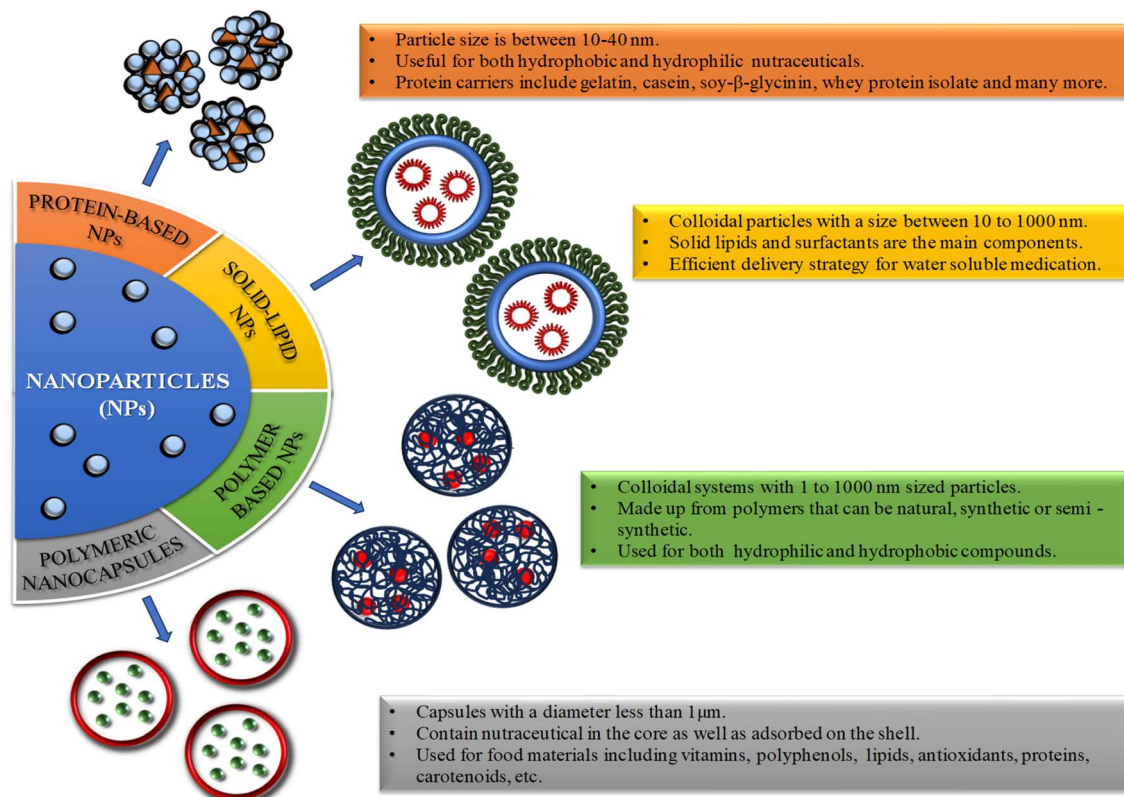 • Particle size is between 10-40 nm.
• Useful for both hydrophobic and hydrophilic nutraceuticals.
• Protein carriers include gelatin, casein, soy-β-glycinin, whey protein isolate and many more.
PROTEIN-BASED
NPs
SOLID-LIPID
NPs
• Colloidal particles with a size between 10 to 1000 nm.
• Solid lipids and surfactants are the main components.
• Efficient delivery strategy for water soluble medication.
NANOPARTICLES
(NPs)
POLYMER
BASED NPs
• Colloidal systems with 1 to 1000 nm sized particles.
• Made up from polymers that can be natural, synthetic or semi -
synthetic.
• Used for both hydrophilic and hydrophobic compounds.
POLYMERIC
NANOCAPSULES
• Capsules with a diameter less than 1μm.
• Contain nutraceutical in the core as well as adsorbed on the shell.
• Used for food materials including vitamins, polyphenols, lipids, antioxidants, proteins,
carotenoids, etc.